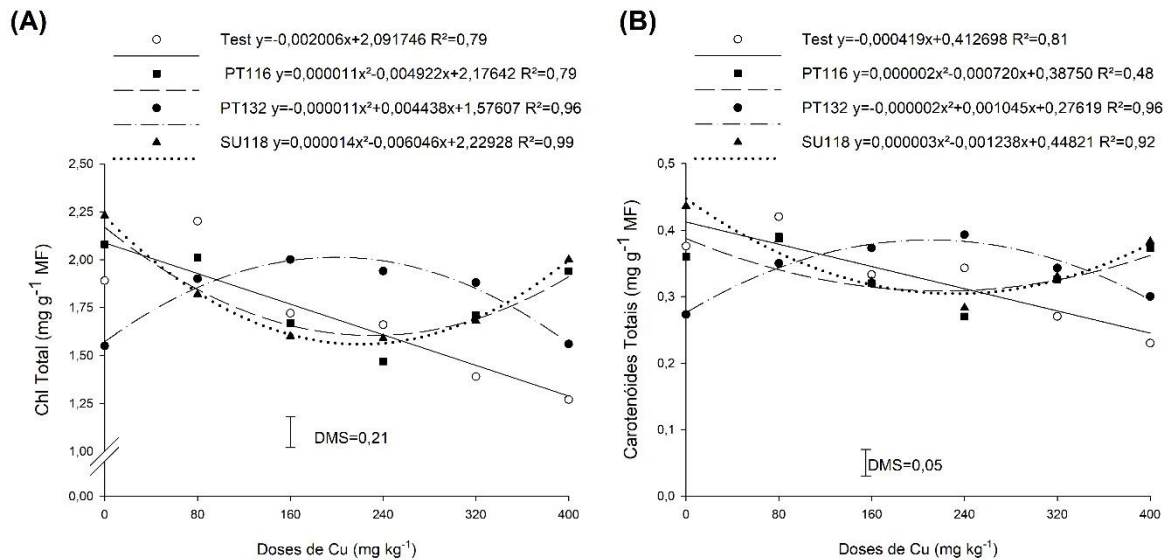 (A)
Test y=-0,002006x+2,091746 R²=0,79
PT116 y=0,000011x²-0,004922x+2,17642 R²=0,79
PT132 y=-0,000011x²+0,004438x+1,57607 R²=0,96
SU118 y=0,000014x²-0,006046x+2,22928 R²=0,99
2,50
2,25
2,00
1,75
1,50
1,25
1,00
0,00
Chl Total (mg g⁻¹ MF)
DMS=0,21
0 80 160 240 320 400
Doses de Cu (mg kg⁻¹)
(B)
Test y=-0,000419x+0,412698 R²=0,81
PT116 y=0,000002x²-0,000720x+0,38750 R²=0,48
PT132 y=-0,000002x²+0,001045x+0,27619 R²=0,96
SU118 y=0,000003x²-0,001238x+0,44821 R²=0,92
0,5
0,4
0,3
0,2
0,1
0,0
Carotenóides Totais (mg g⁻¹ MF)
DMS=0,05
0 80 160 240 320 400
Doses de Cu (mg kg⁻¹)